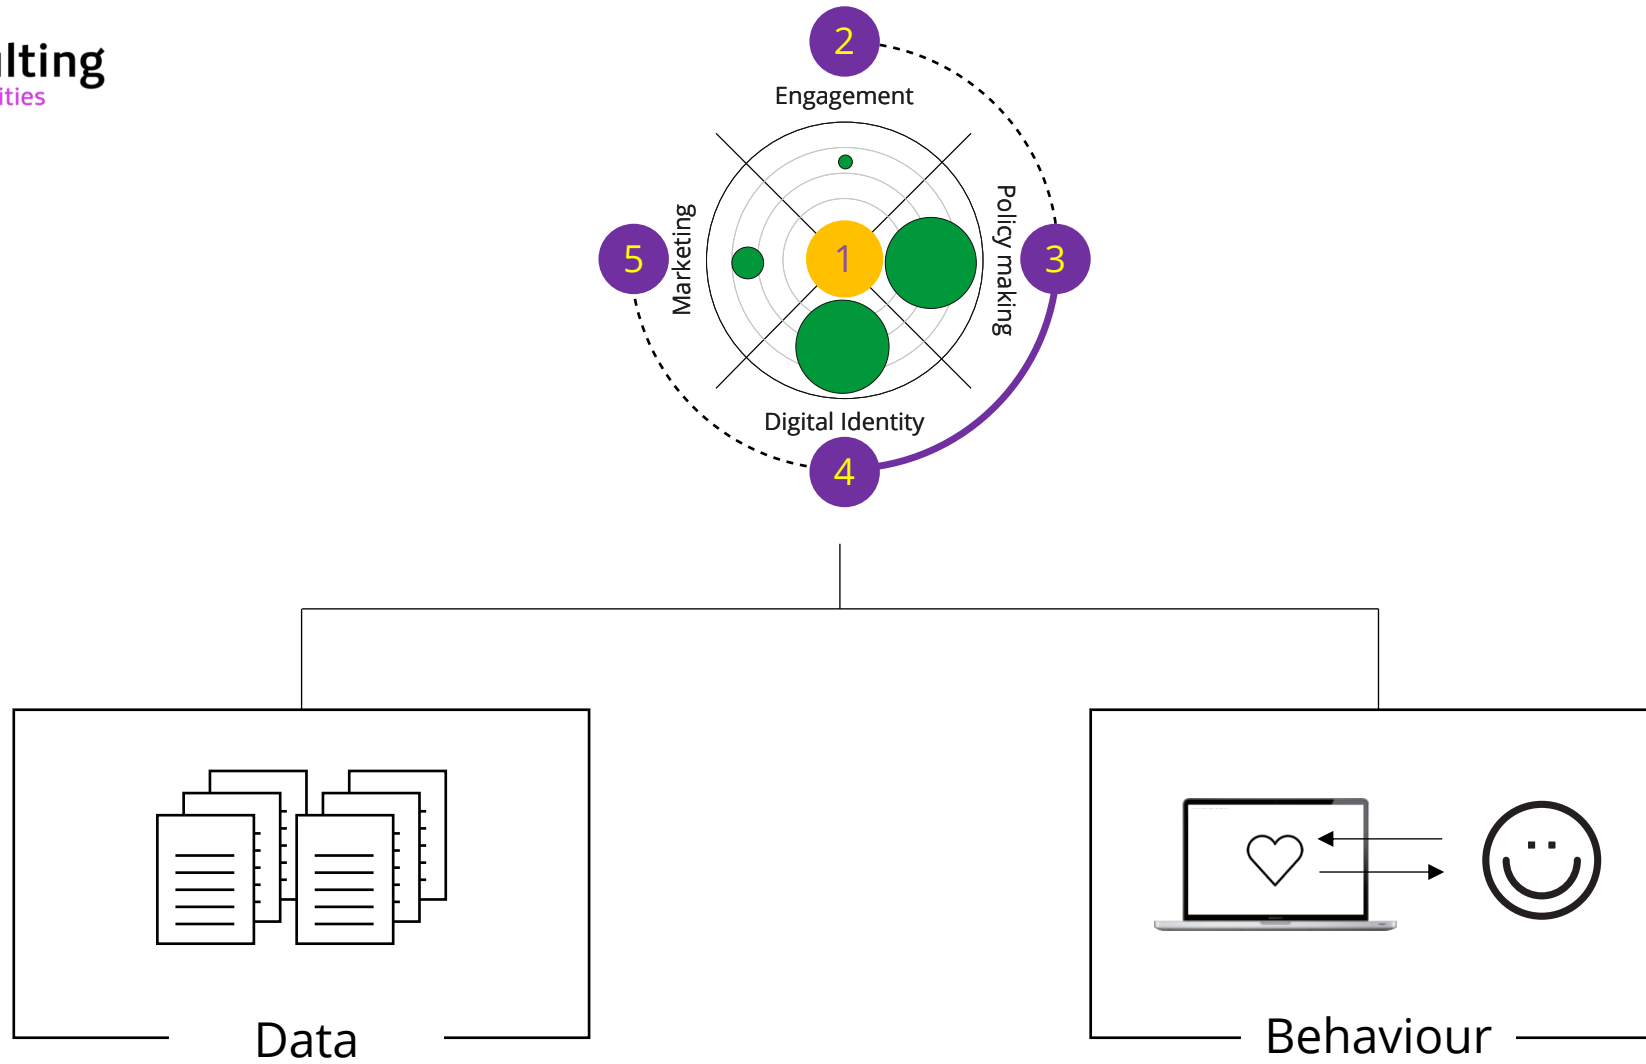 lting
ities
2
Engagement
Policy making
3
1
5
Marketing
Digital Identity
4
Data
Behaviour